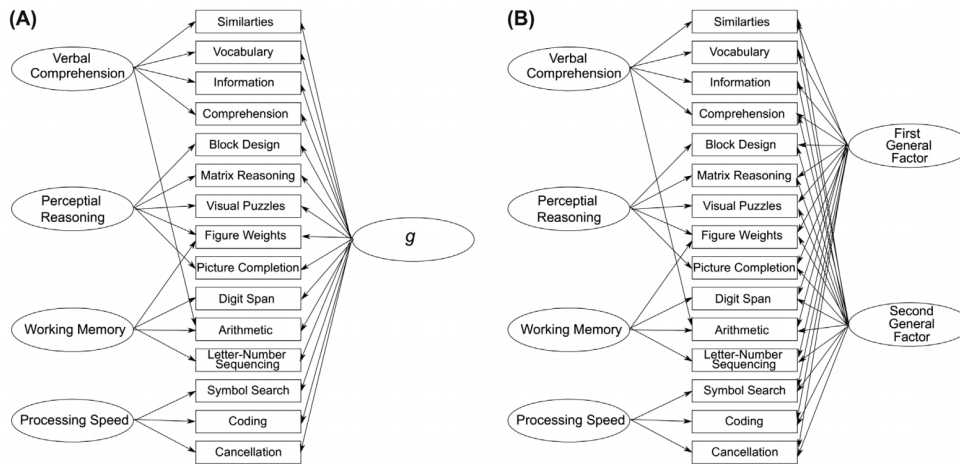 (A)
Verbal
Comprehension
Perceptial
Reasoning
Working Memory
Processing Speed
Similarties
Vocabulary
Information
Comprehension
Block Design
Matrix Reasoning
Visual Puzzles
Figure Weights
Picture Completion
Digit Span
Arithmetic
Letter-Number
Sequencing
Symbol Search
Coding
Cancellation
g
(B)
Verbal
Comprehension
Perceptial
Reasoning
Working Memory
Processing Speed
Similarties
Vocabulary
Information
Comprehension
Block Design
Matrix Reasoning
Visual Puzzles
Figure Weights
Picture Completion
Digit Span
Arithmetic
Letter-Number
Sequencing
Symbol Search
Coding
Cancellation
First
General
Factor
Second
General
Factor